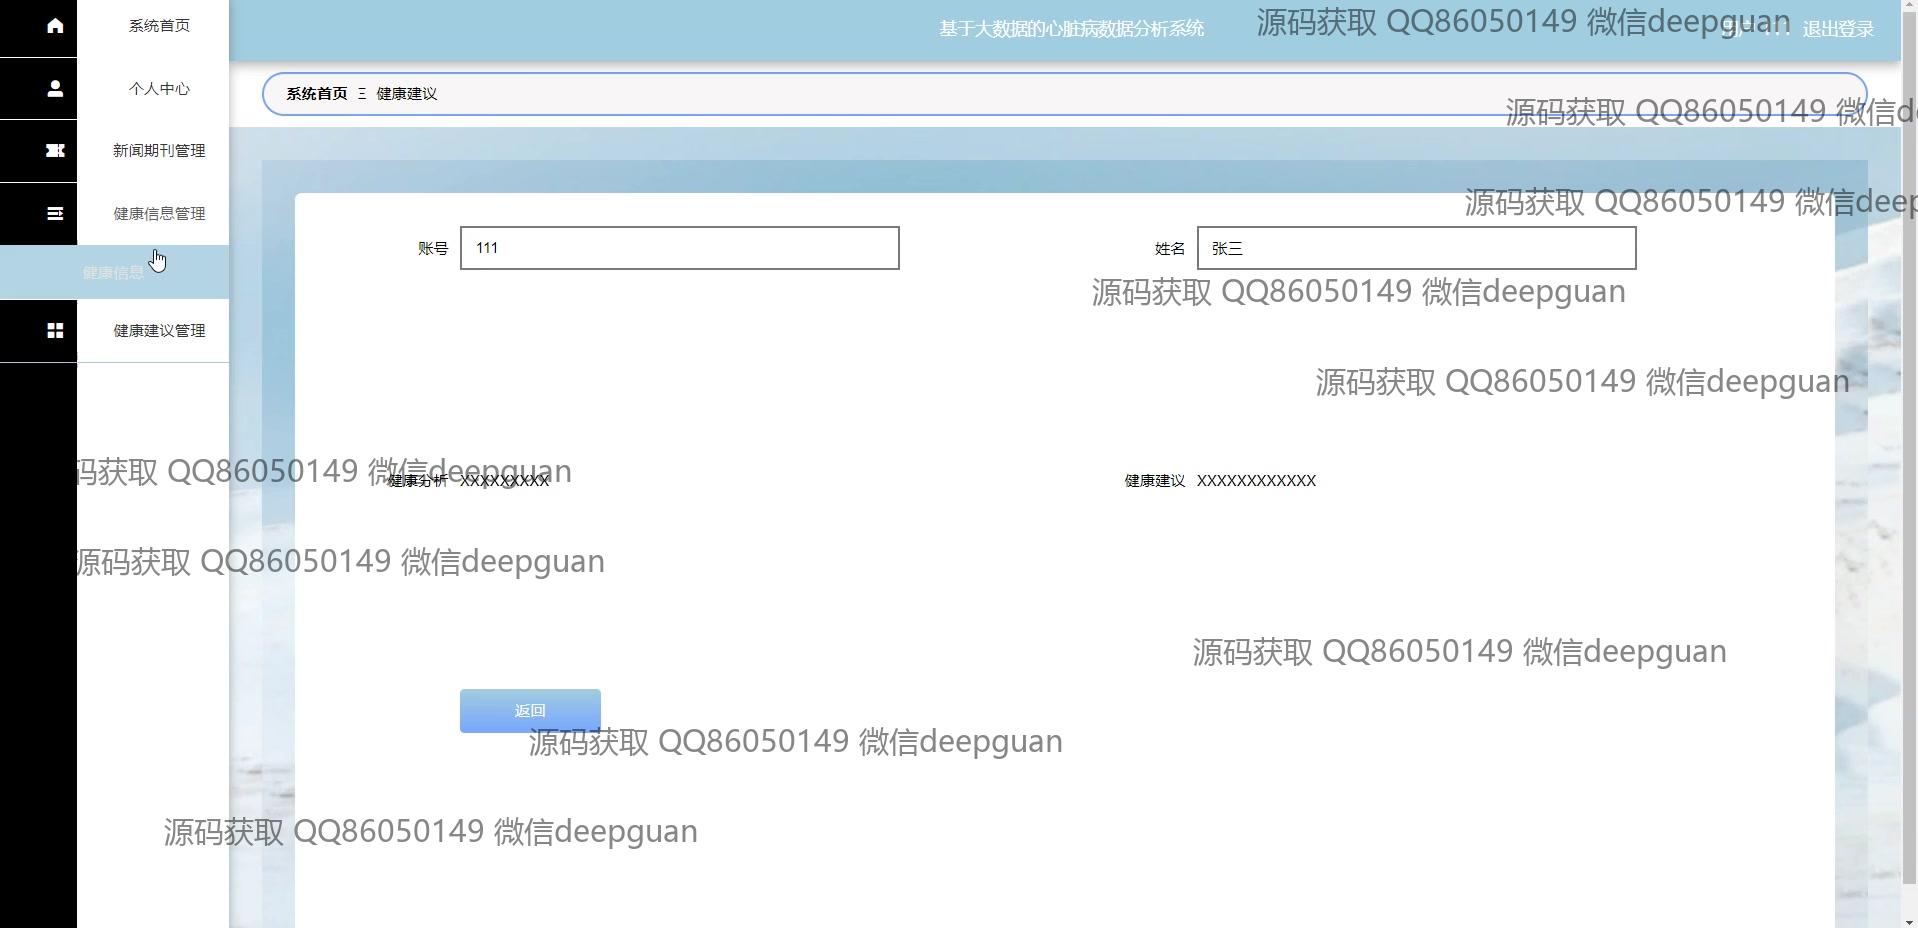 系统首页
个人中心
新闻期刊管理
健康信息管理
健康信息
健康建议管理
基于大数据的心脏病数据分析系统
源码获取 QQ86050149 微信deepguan
退出登录
系统首页 Ξ 健康建议
源码获取 QQ86050149 微信d
源码获取 QQ86050149 微信deep
账号 111
姓名 张三
源码获取 QQ86050149 微信deepguan
源码获取 QQ86050149 微信deepguan
码获取 QQ86050149 微信deepguan
健康分析 XXXXXXXXX
健康建议 XXXXXXXXXXXX
源码获取 QQ86050149 微信deepguan
源码获取 QQ86050149 微信deepguan
返回
源码获取 QQ86050149 微信deepguan
源码获取 QQ86050149 微信deepguan